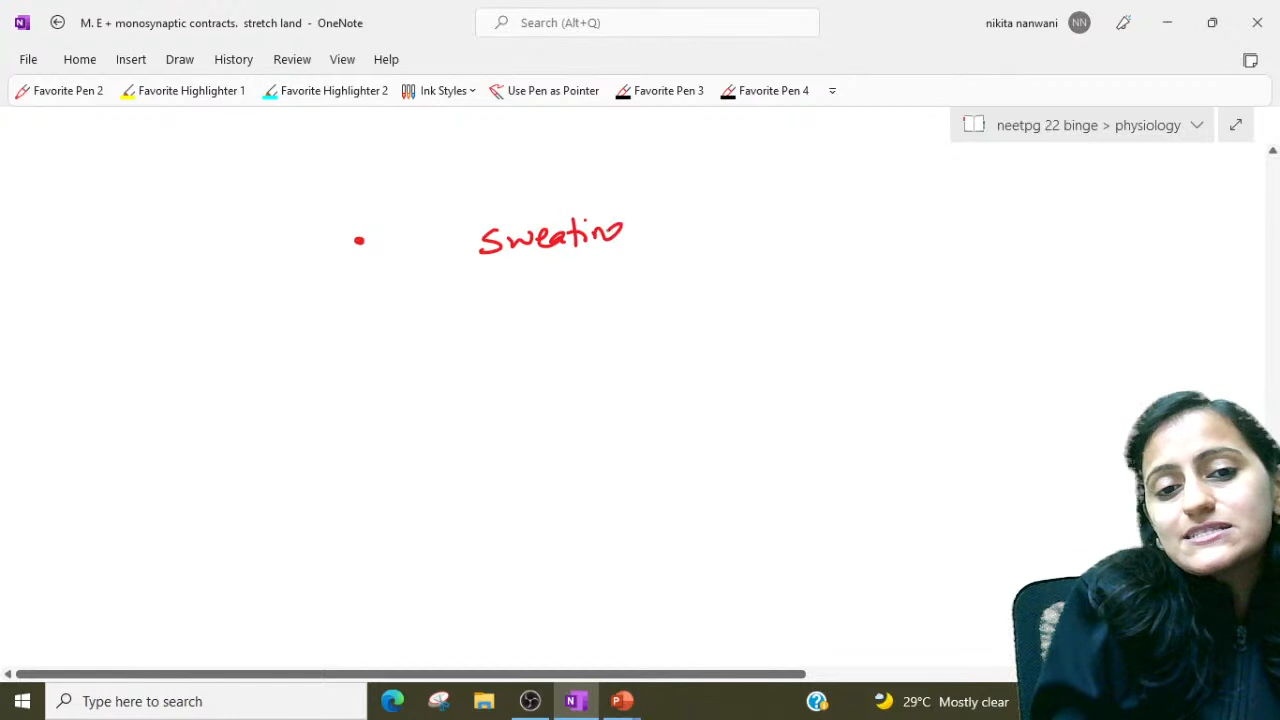 M. E + monosynaptic contracts. stretch land - OneNote
Search (Alt+Q)
nikita nanwani
NN
File Home Insert Draw History Review View Help
Favorite Pen 2 Favorite Highlighter 1 Favorite Highlighter 2 Ink Styles Use Pen as Pointer Favorite Pen 3 Favorite Pen 4
neetpg 22 binge > physiology
sweatin
Type here to search
29°C Mostly clear